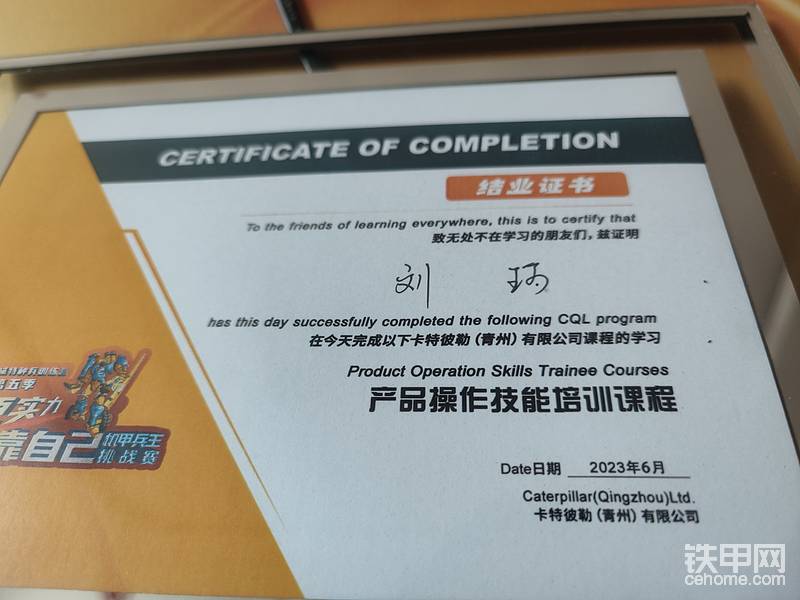 CERTIFICATE OF COMPLETION
结业证书
To the friends of learning everywhere, this is to certify that
致无处不在学习的朋友们，兹证明
刘
has this day successfully completed the following CQL program
在今天完成以下卡特彼勒（青州）有限公司课程的学习
Product Operation Skills Trainee Courses
产品操作技能培训课程
Date日期 2023年6月
Caterpillar(Qingzhou)Ltd.
卡特彼勒（青州）有限公司
五季
实力
靠自己
机甲兵王
挑战赛
铁甲网
cehome.com